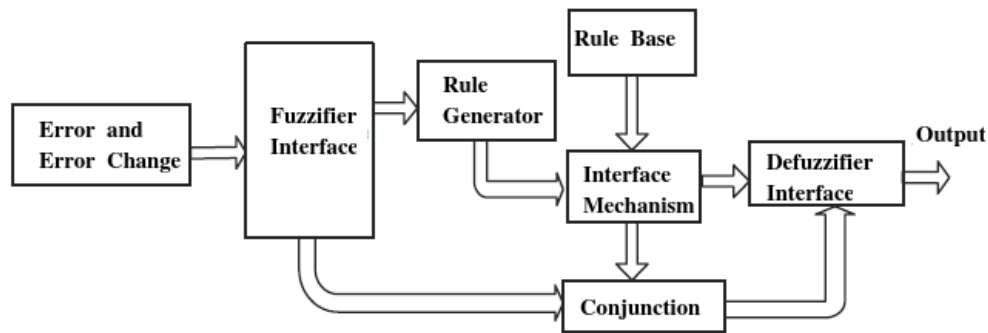 Error and
Error Change
Fuzzifier
Interface
Rule
Generator
Rule Base
Interface
Mechanism
Conjunction
Defuzzifier
Interface
Output